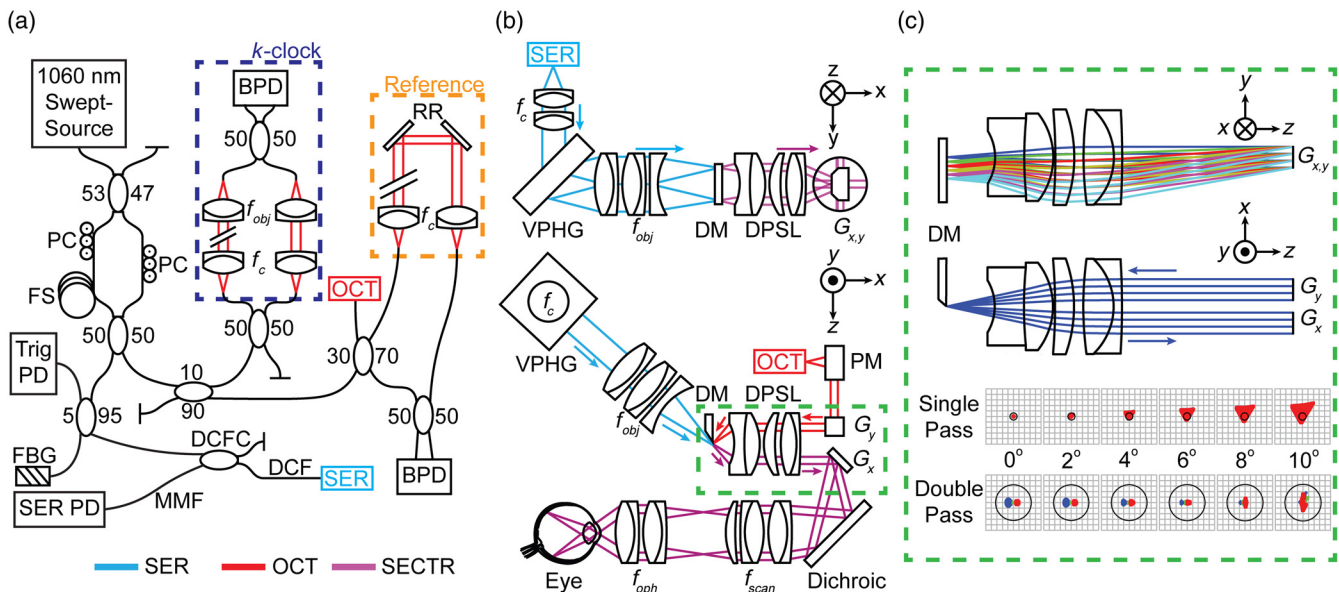 (a)
1060 nm
Swept-
Source
k-clock
BPD
50 50
Reference
RR
53 47
PC
PC
FS
f_obj
f_c
f_c
OCT
50 50
50 50
30 70
Trig
PD
10
90
5 95
50 50
FBG
DCFC
DCF
SER
BPD
SER PD
MMF
SER
OCT
SECTR
(b)
SER
f_c
z
x
y
VPHG
f_obj
DM
DPSL
G_x,y
y
x
z
f_c
VPHG
OCT
PM
DM
DPSL
f_obj
G_y
G_x
Eye
f_oph
f_scan
Dichroic
(c)
y
x
z
G_x,y
DM
x
y
z
G_y
G_x
Single
Pass
0° 2° 4° 6° 8° 10°
Double
Pass